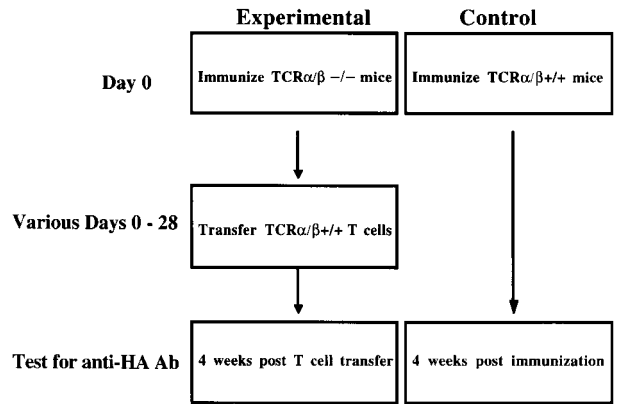 Experimental Control
Day 0
Immunize TCRα/β −/− mice
Immunize TCRα/β+/+ mice
Various Days 0 - 28
Transfer TCRα/β+/+ T cells
Test for anti-HA Ab
4 weeks post T cell transfer
4 weeks post immunization